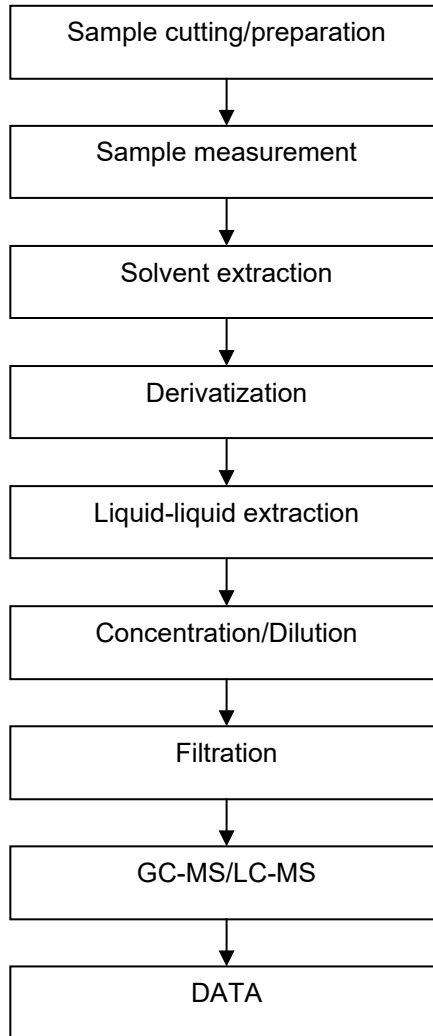 Sample cutting/preparation
Sample measurement
Solvent extraction
Derivatization
Liquid-liquid extraction
Concentration/Dilution
Filtration
GC-MS/LC-MS
DATA